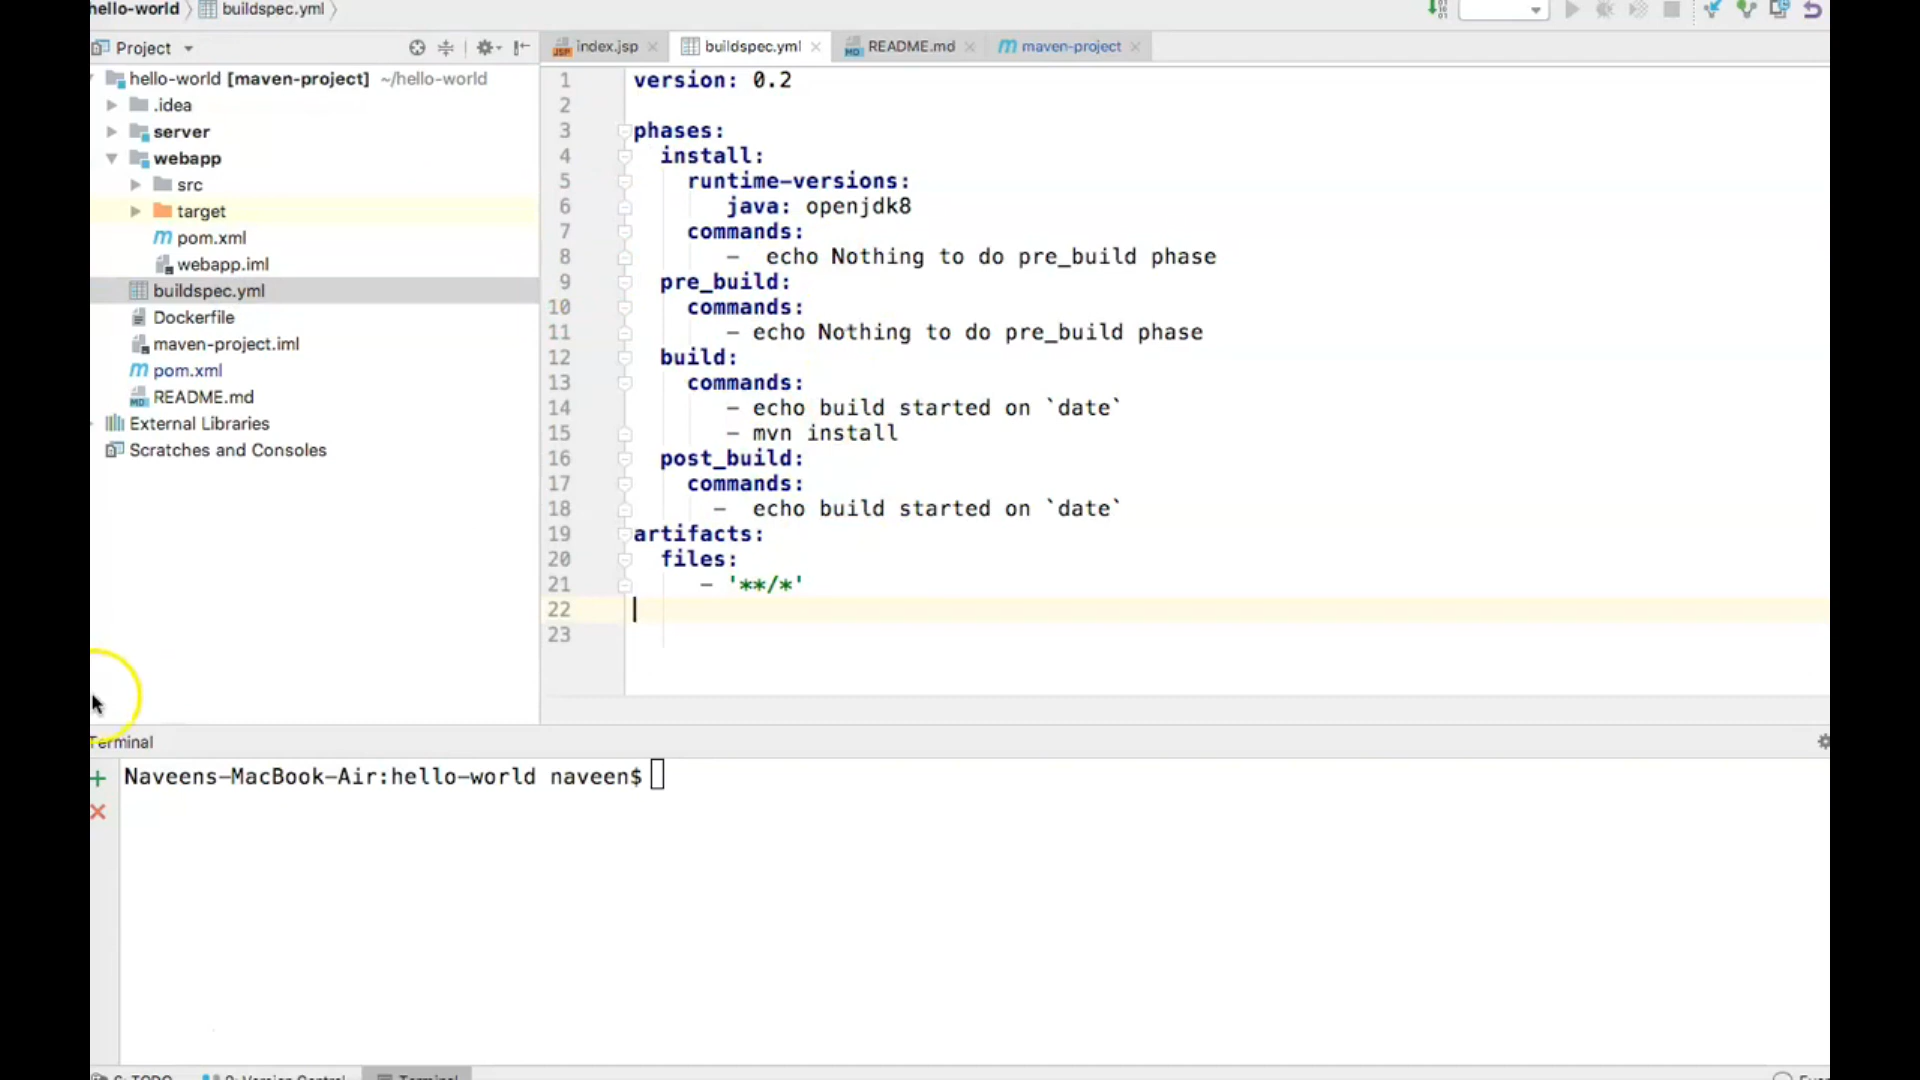 hello-world buildspec.yml
Project
index.jsp
buildspec.yml
README.md
maven-project
hello-world [maven-project] ~/hello-world
.idea
server
webapp
src
target
pom.xml
webapp.iml
buildspec.yml
Dockerfile
maven-project.iml
pom.xml
README.md
External Libraries
Scratches and Consoles
1 version: 0.2
2
3 phases:
4   install:
5     runtime-versions:
6        java: openjdk8
7     commands:
8        -  echo Nothing to do pre_build phase
9   pre_build:
10     commands:
11        - echo Nothing to do pre_build phase
12   build:
13     commands:
14        - echo build started on `date`
15        - mvn install
16   post_build:
17     commands:
18       -  echo build started on `date`
19 artifacts:
20   files:
21      - '**/*'
22
23
Terminal
Naveens-MacBook-Air:hello-world naveen$
6: TODO
9: Version Control
Terminal